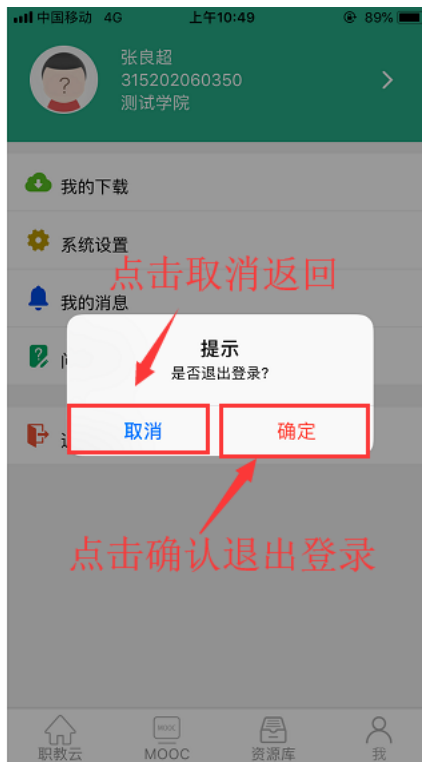 中国移动 4G 上午10:49 89%
张良超
315202060350
测试学院
我的下载
系统设置
点击取消返回
我的消息
提示
是否退出登录?
取消 确定
点击确认退出登录
MOOC
职教云 MOOC 资源库 我